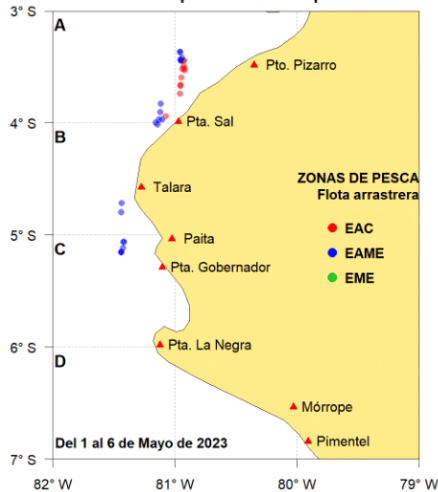 3° S
A
Pto. Pizarro
4° S
Pta. Sal
B
ZONAS DE PESCA
Flota arrastrera
Talara
EAC
5° S
Paita
C
EAME
Pta. Gobernador
EME
6° S
Pta. La Negra
D
Mórrope
Del 1 al 6 de Mayo de 2023
Pimentel
7° S
82° W
81° W
80° W
79° W